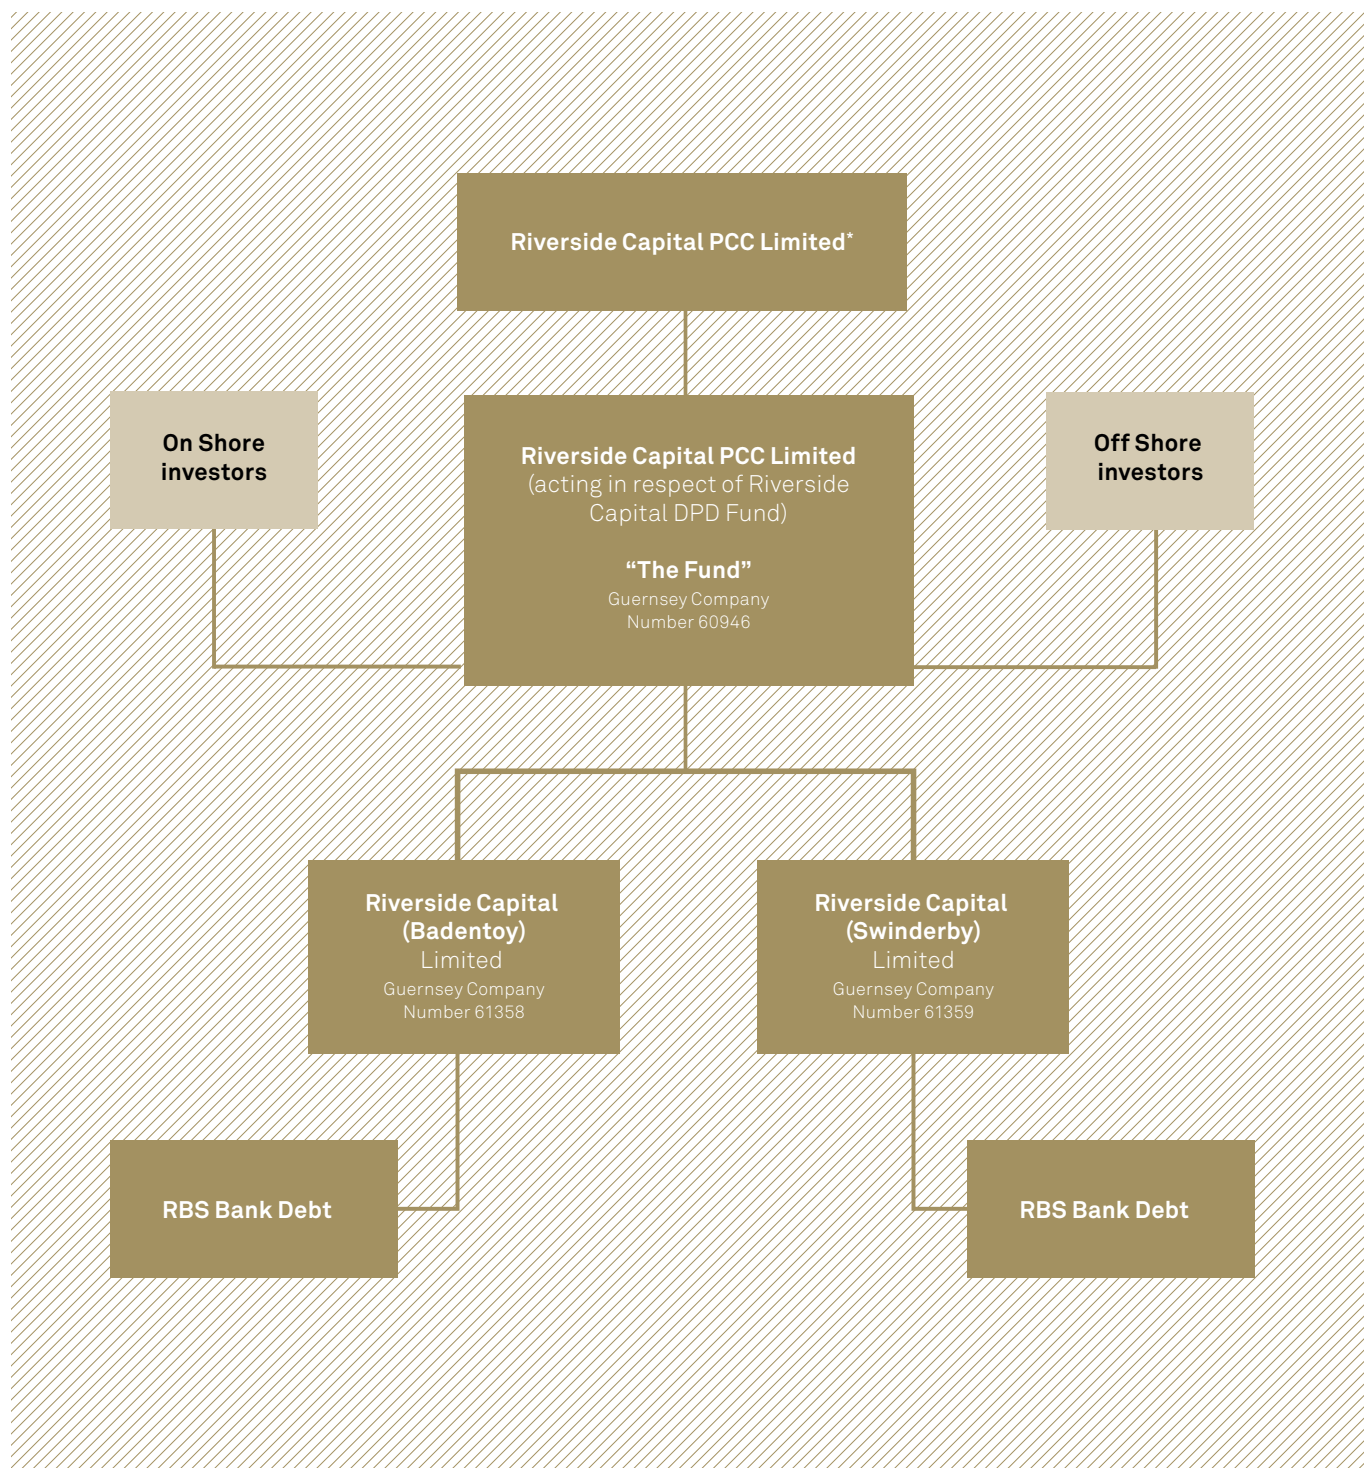 Riverside Capital PCC Limited*
On Shore
investors
Riverside Capital PCC Limited
(acting in respect of Riverside
Capital DPD Fund)
“The Fund”
Guernsey Company
Number 60946
Off Shore
investors
Riverside Capital
(Badentoy)
Limited
Guernsey Company
Number 61358
Riverside Capital
(Swinderby)
Limited
Guernsey Company
Number 61359
RBS Bank Debt
RBS Bank Debt